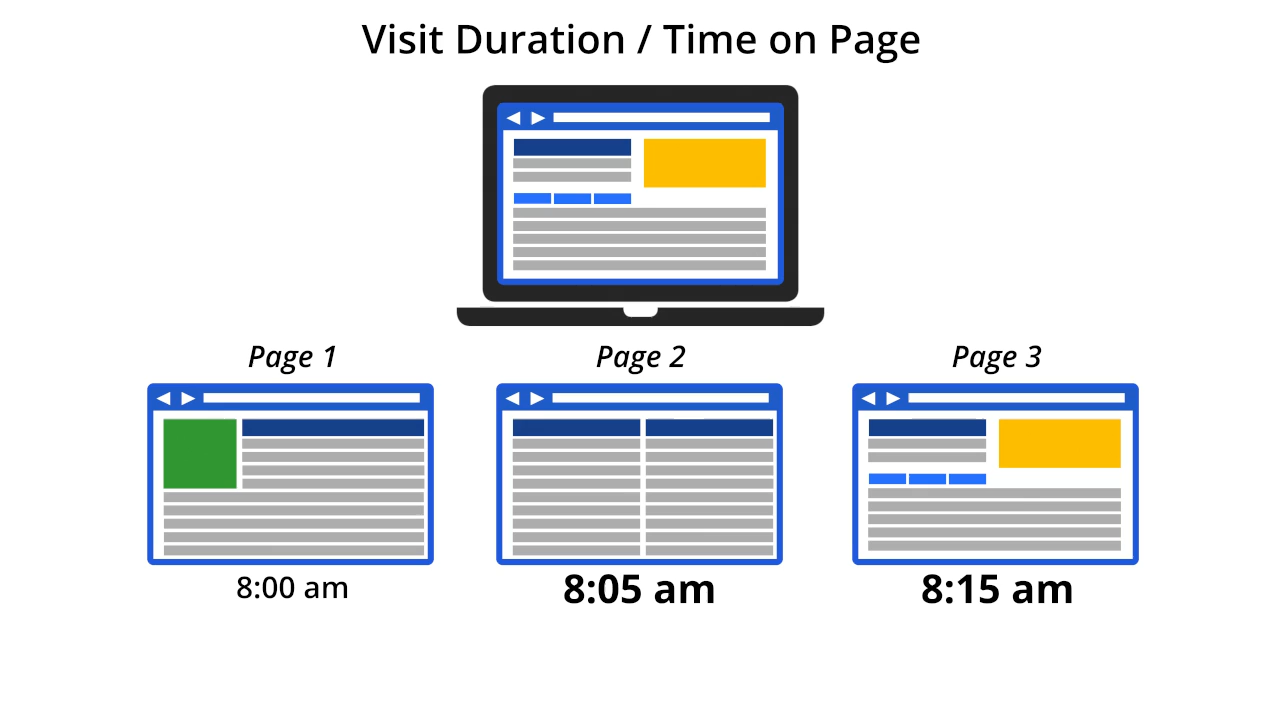 Visit Duration / Time on Page
Page 1
Page 2
Page 3
8:00 am
8:05 am
8:15 am